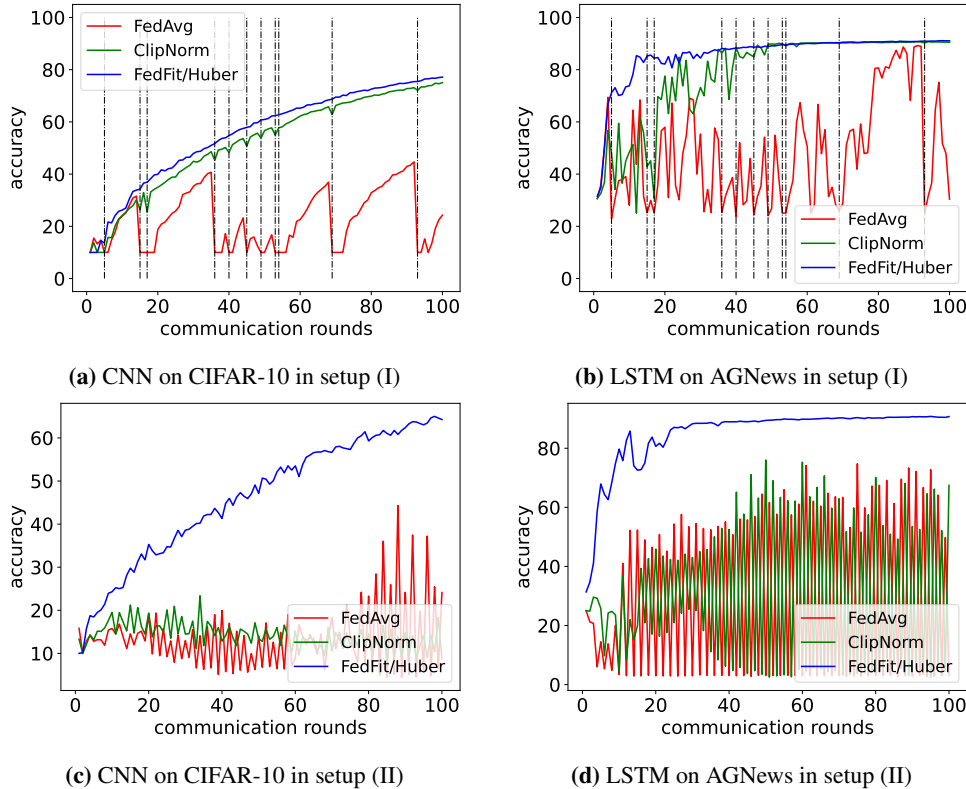 FedAvg
ClipNorm
FedFit/Huber
accuracy
100
80
60
40
20
0
0 20 40 60 80 100
communication rounds
(a) CNN on CIFAR-10 in setup (I)
accuracy
100
80
60
40
20
0
FedAvg
ClipNorm
FedFit/Huber
0 20 40 60 80 100
communication rounds
(b) LSTM on AGNews in setup (I)
accuracy
60
50
40
30
20
10
FedAvg
ClipNorm
FedFit/Huber
0 20 40 60 80 100
communication rounds
(c) CNN on CIFAR-10 in setup (II)
accuracy
80
60
40
20
0
FedAvg
ClipNorm
FedFit/Huber
0 20 40 60 80 100
communication rounds
(d) LSTM on AGNews in setup (II)